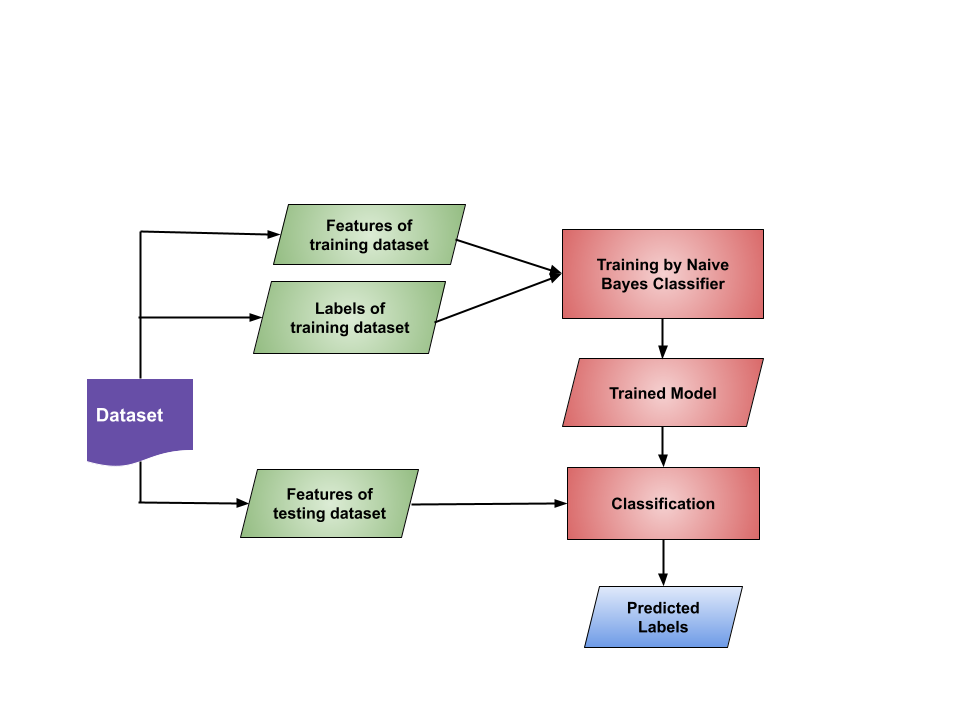 Features of
training dataset
Training by Naive
Bayes Classifier
Labels of
training dataset
Trained Model
Dataset
Features of
testing dataset
Classification
Predicted
Labels